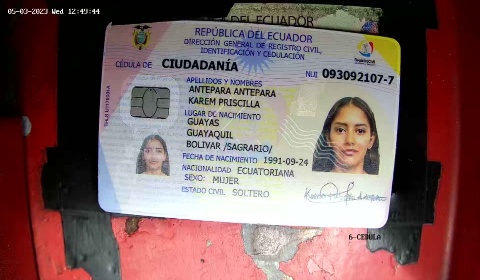 05-03-2023 Wed 12:49:44
DEL ECUADOR
REPÚBLICA DEL ECUADOR
DIRECCIÓN GENERAL DE REGISTRO CIVIL,
IDENTIFICACIÓN Y CEDULACIÓN
CÉDULA DE CIUDADANÍA
NUI 093092107-7
APELLIDOS Y NOMBRES
ANTEPARA ANTEPARA
KAREM PRISCILLA
LUGAR DE NACIMIENTO
GUAYAS
GUAYAQUIL
BOLIVAR /SAGRARIO/
FECHA DE NACIMIENTO 1991-09-24
NACIONALIDAD ECUATORIANA
SEXO: MUJER
ESTADO CIVIL SOLTERO
6-CEDULA